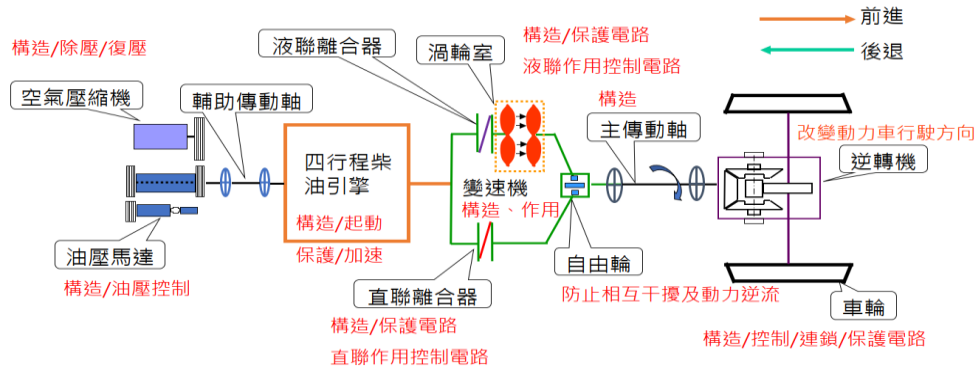 前進
後退
構造/除壓/復壓
液聯離合器
渦輪室
構造/保護電路
液聯作用控制電路
空氣壓縮機
輔助傳動軸
構造
主傳動軸
改變動力車行駛方向
逆轉機
四行程柴
油引擎
變速機
構造、作用
構造/起動
保護/加速
油壓馬達
構造/油壓控制
自由輪
直聯離合器
防止相互干擾及動力逆流
車輪
構造/保護電路
直聯作用控制電路
構造/控制/連鎖/保護電路